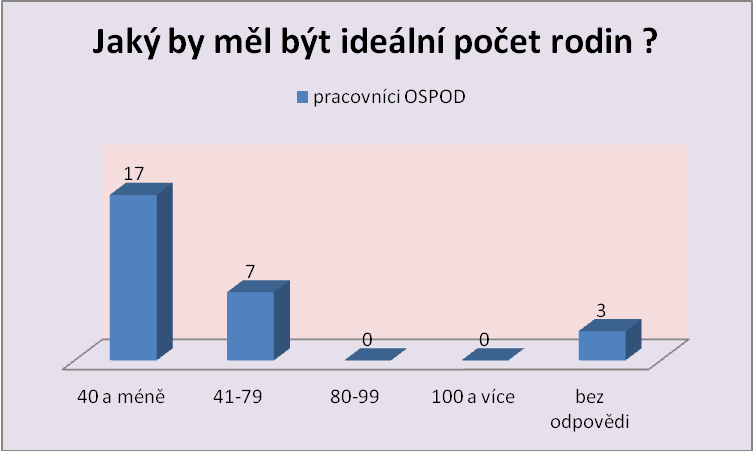 Jaký by měl být ideální počet rodin ?
pracovníci OSPOD
17
7
0
0
3
40 a méně
41-79
80-99
100 a více
bez
odpovědi